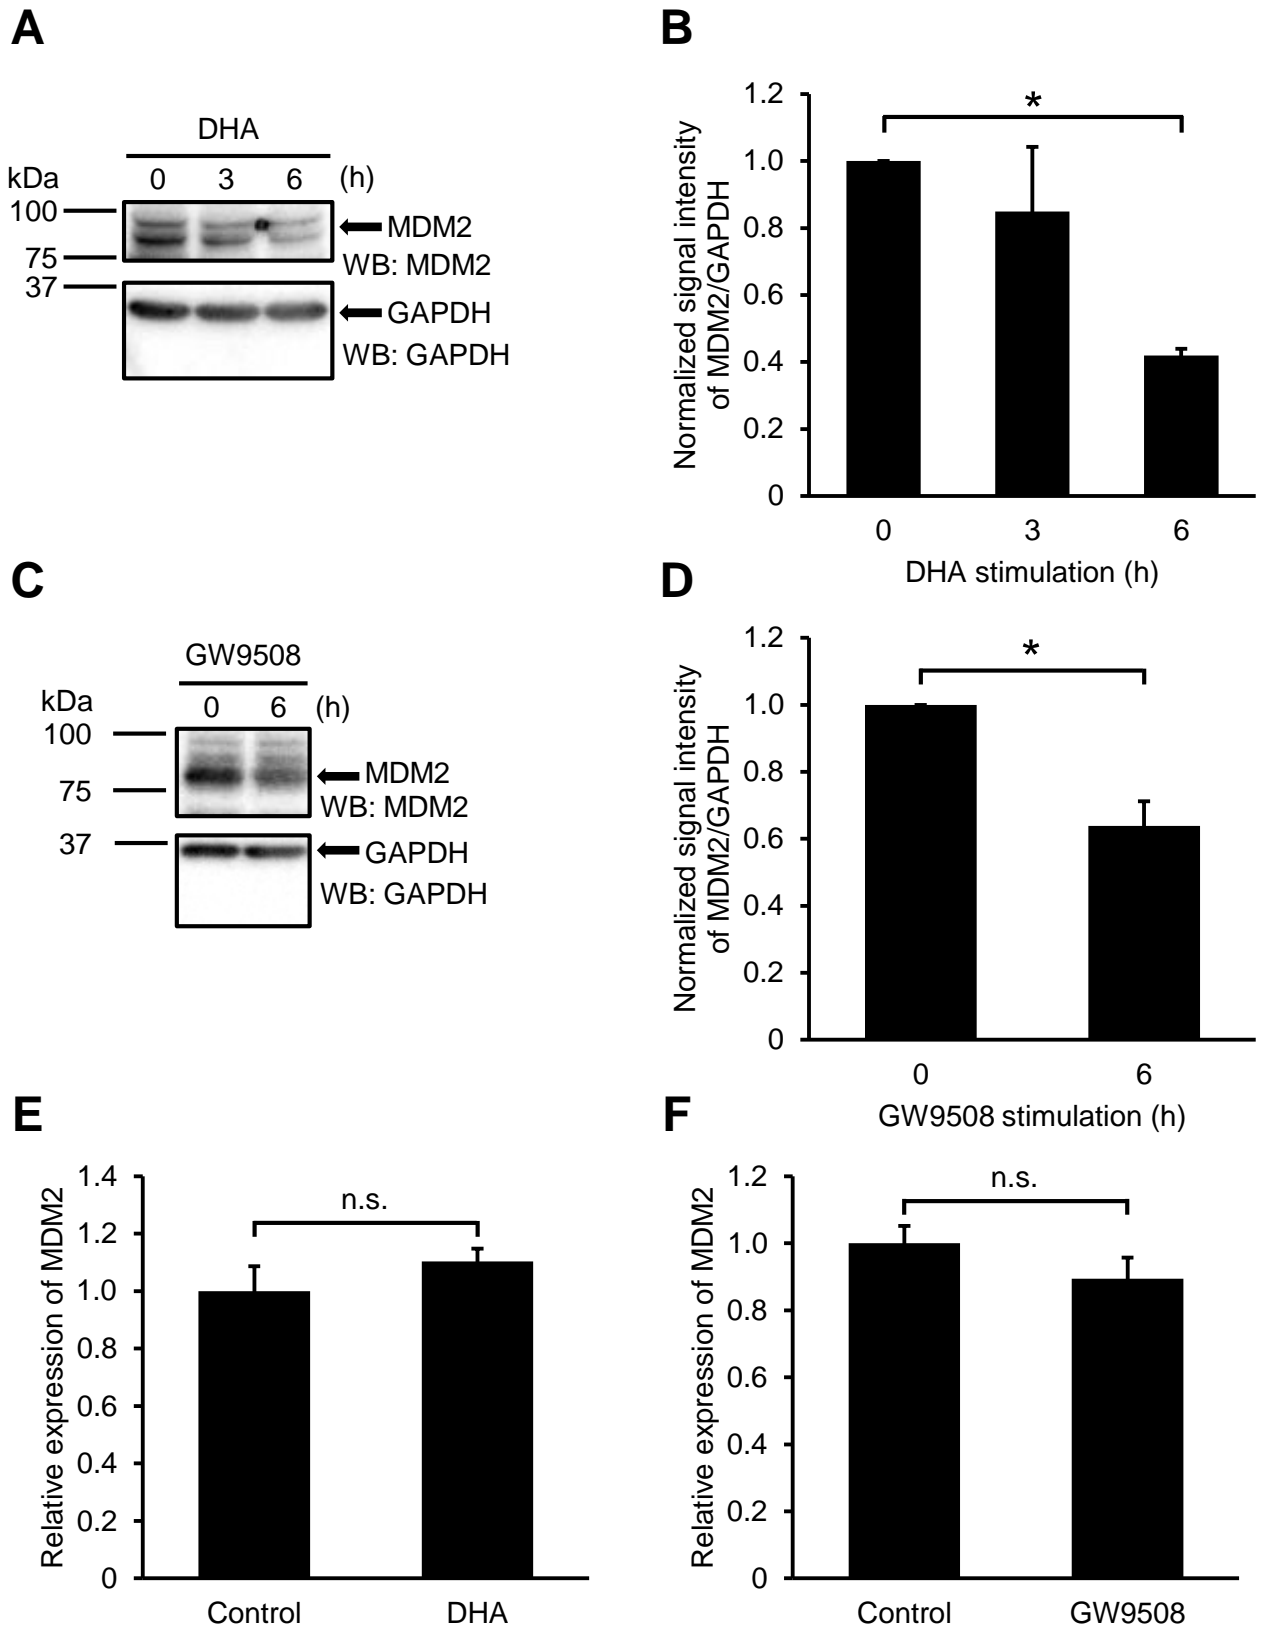 A
DHA
kDa
0 3 6 (h)
100
75
37
MDM2
WB: MDM2
GAPDH
WB: GAPDH
B
Normalized signal intensity
of MDM2/GAPDH
1.2
1.0
0.8
0.6
0.4
0.2
0
*
0 3 6
DHA stimulation (h)
C
GW9508
kDa
0 6 (h)
100
75
37
MDM2
WB: MDM2
GAPDH
WB: GAPDH
D
Normalized signal intensity
of MDM2/GAPDH
1.2
1.0
0.8
0.6
0.4
0.2
0
*
0 6
GW9508 stimulation (h)
E
Relative expression of MDM2
1.4
1.2
1.0
0.8
0.6
0.4
0.2
0
n.s.
Control DHA
F
Relative expression of MDM2
1.2
1.0
0.8
0.6
0.4
0.2
0
n.s.
Control GW9508